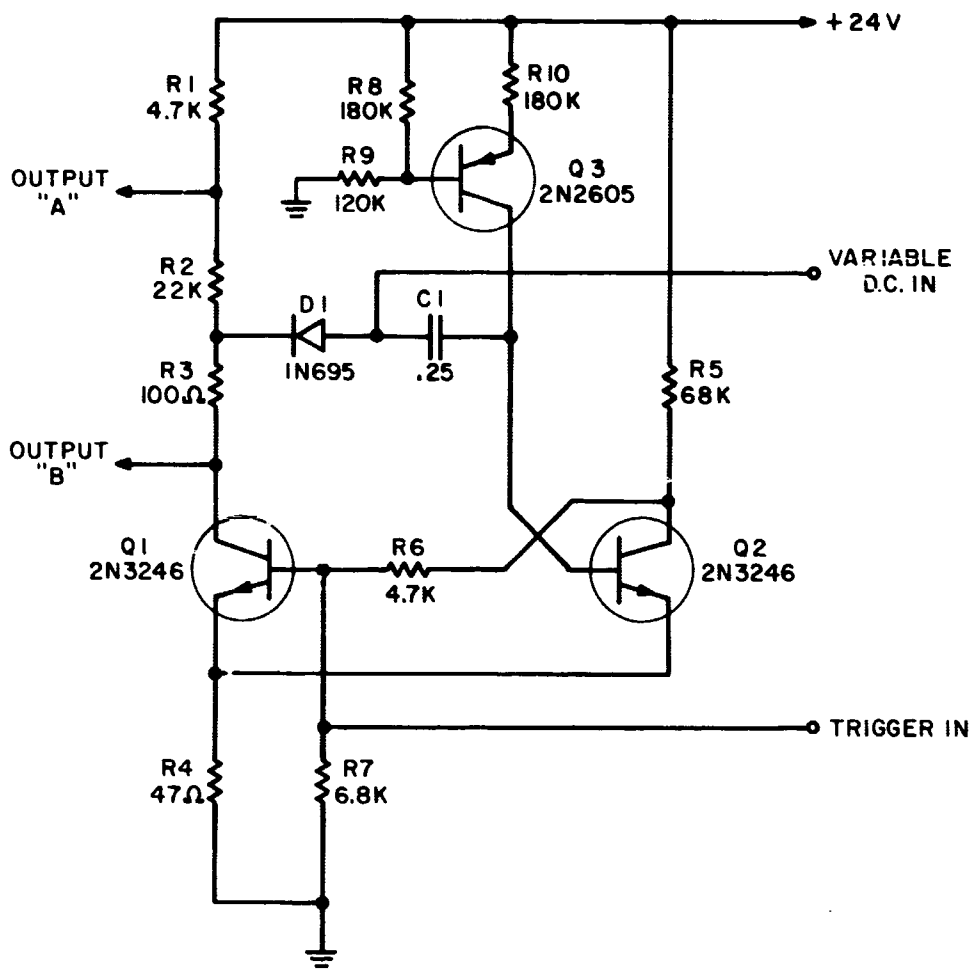 +24V
R1
4.7K
R8
180K
R10
180K
OUTPUT
"A"
R9
120K
Q3
2N2605
R2
22K
VARIABLE
D.C. IN
D1
1N695
C1
.25
R3
100Ω
R5
68K
OUTPUT
"B"
Q1
2N3246
R6
4.7K
Q2
2N3246
TRIGGER IN
R4
47Ω
R7
6.8K